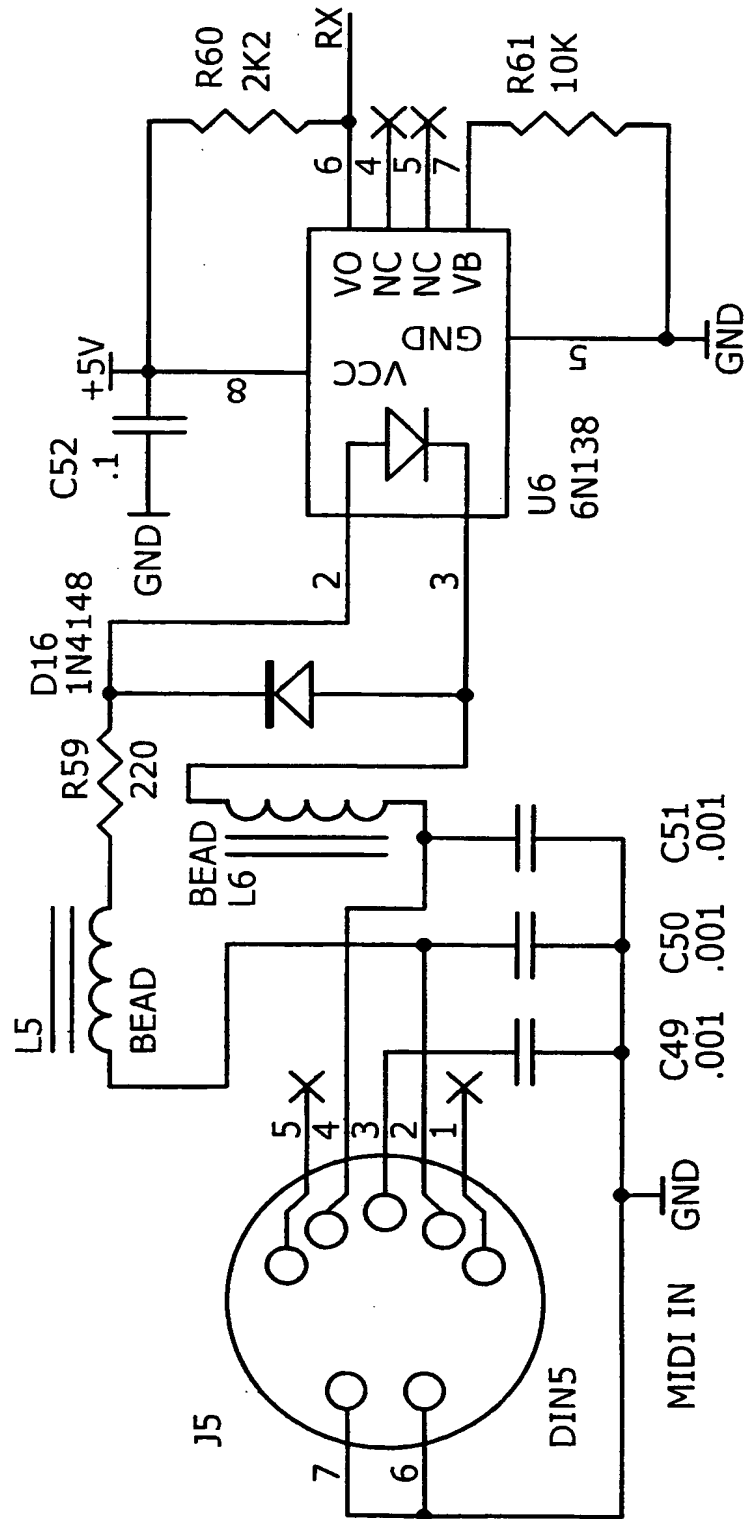 L5
BEAD
R59
220
D16
1N4148
GND
C52
.1
+5V
R60
2K2
RX
BEAD
L6
2
3
8
VCC
GND
VO
NC
NC
VB
6
4
5
7
5
U6
6N138
R61
10K
GND
J5
7
6
5
4
3
2
1
DIN5
MIDI IN
GND
C49
.001
C50
.001
C51
.001